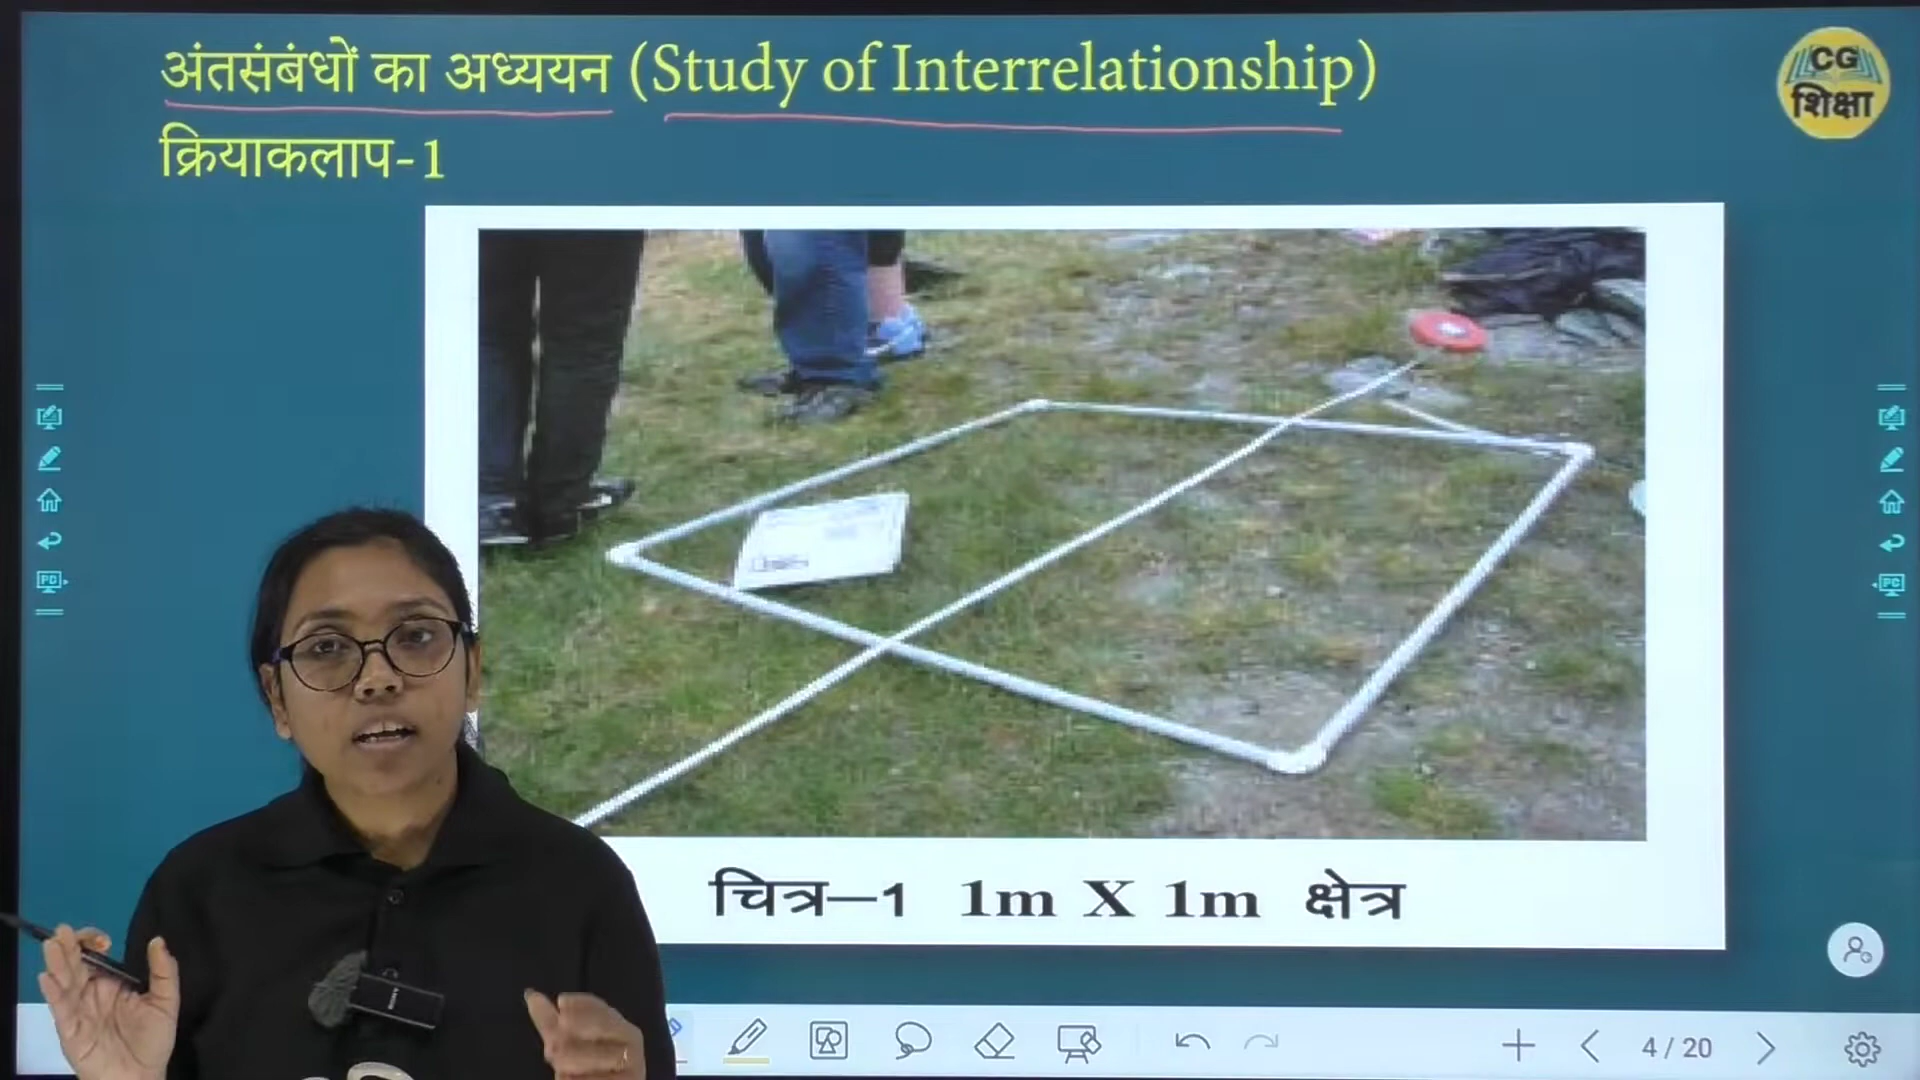 अंतसंबंधों का अध्ययन (Study of Interrelationship)
CG
शिक्षा
क्रियाकलाप-1
चित्र–1 1m X 1m क्षेत्र
4 / 20